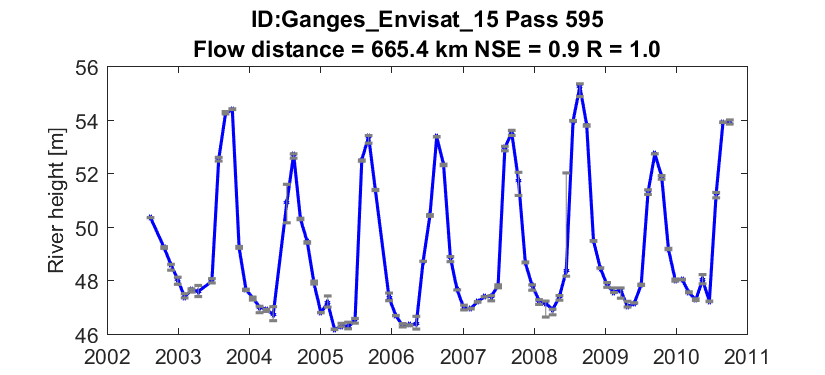 ID:Ganges_Envisat_15 Pass 595
Flow distance = 665.4 km NSE = 0.9 R = 1.0
River height [m]
56
54
52
50
48
46
2002 2003 2004 2005 2006 2007 2008 2009 2010 2011